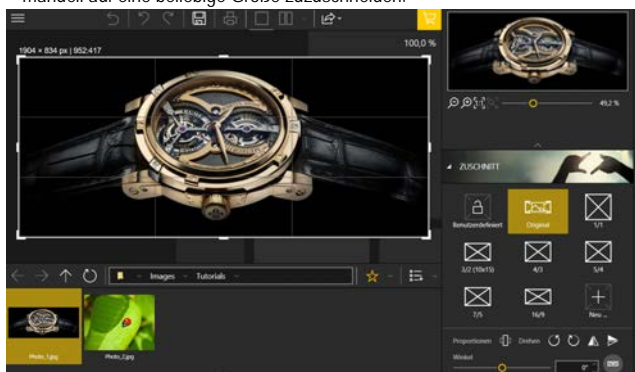 manuell auf eine beliebige Größe zuzuschneiden.
100,0 %
1904 × 834 px | 952:417
49,2 %
ZUSCHNITT
Benutzerdefiniert
Original
1/1
3/2 (10x15)
4/3
5/4
7/5
16/9
Neu ...
Images
Tutorials
Photo_1.jpg
Photo_2.jpg
Proportionen
Drehen
Winkel
0°